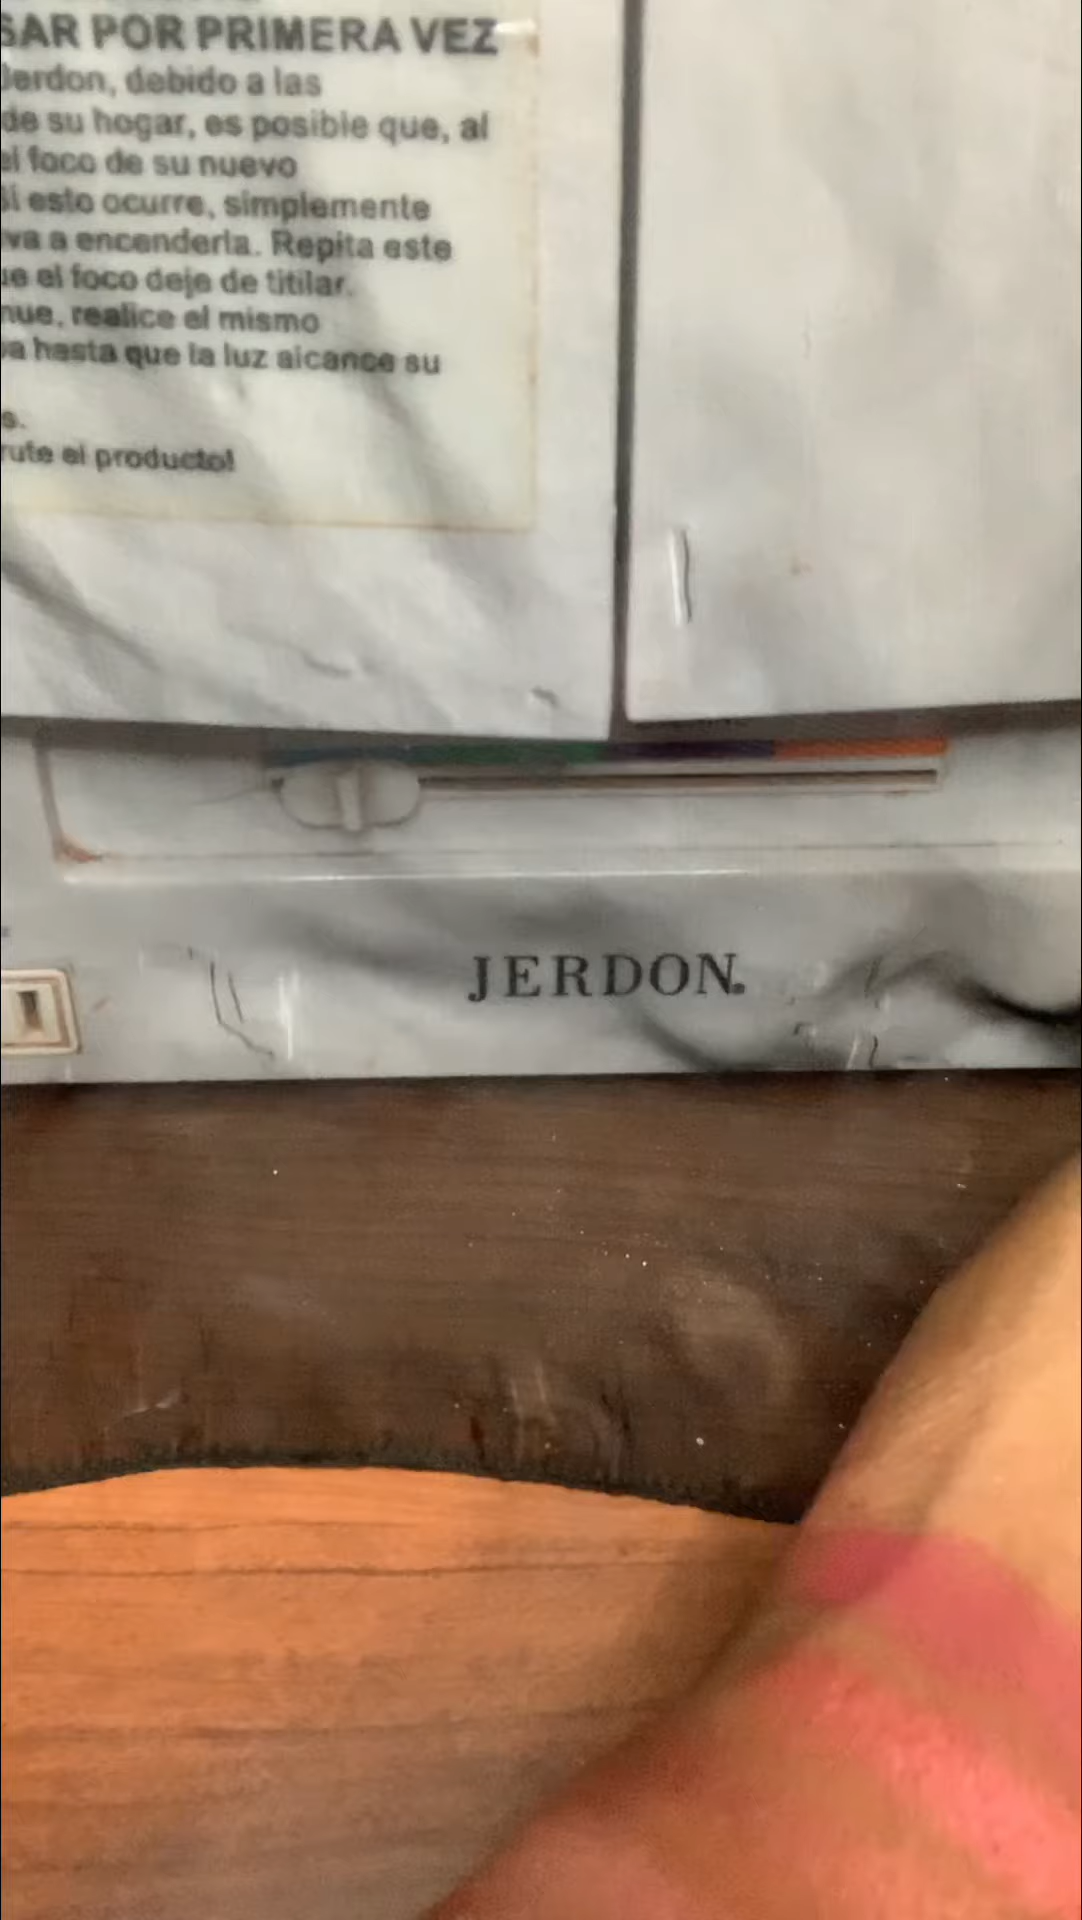 SAR POR PRIMERA VEZ
Jerdon, debido a las
de su hogar, es posible que, al
el foco de su nuevo
Si esto ocurre, simplemente
va a encenderla. Repita este
ue el foco deje de titilar.
nue, realice el mismo
pa hasta que la luz alcance su
s.
rute el producto!
JERDON.